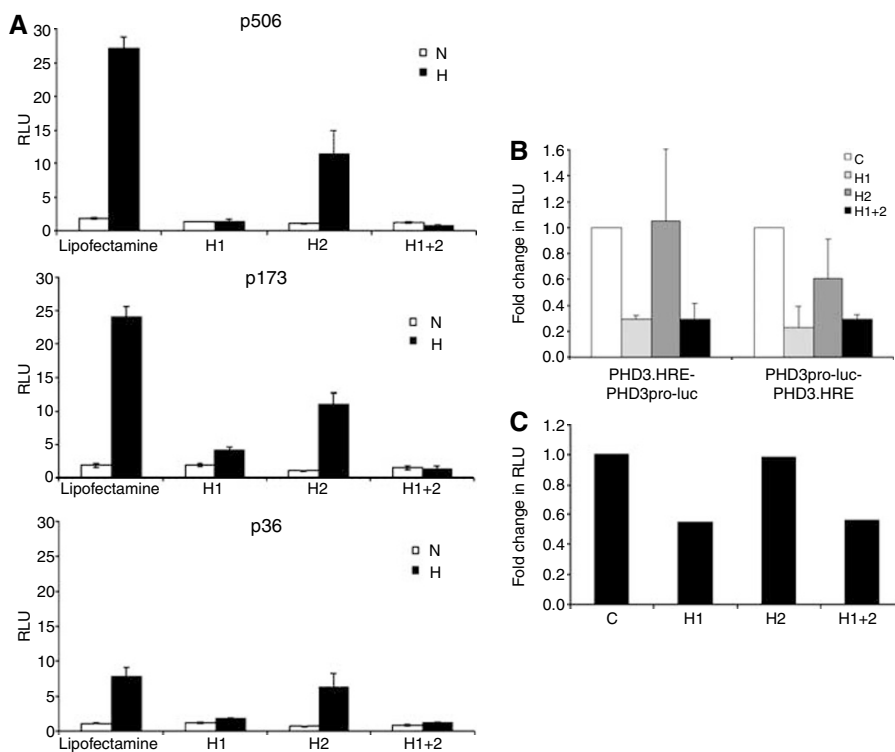 A
p506
30
25
20
15
10
5
0
RLU
N
H
Lipofectamine H1 H2 H1+2
p173
30
25
20
15
10
5
0
RLU
N
H
Lipofectamine H1 H2 H1+2
p36
30
25
20
15
10
5
0
RLU
N
H
Lipofectamine H1 H2 H1+2
B
1.6
1.4
1.2
1.0
0.8
0.6
0.4
0.2
0.0
Fold change in RLU
C
H1
H2
H1+2
PHD3.HRE-
PHD3pro-luc
PHD3pro-luc-
PHD3.HRE
C
1.2
1.0
0.8
0.6
0.4
0.2
0.0
Fold change in RLU
C H1 H2 H1+2